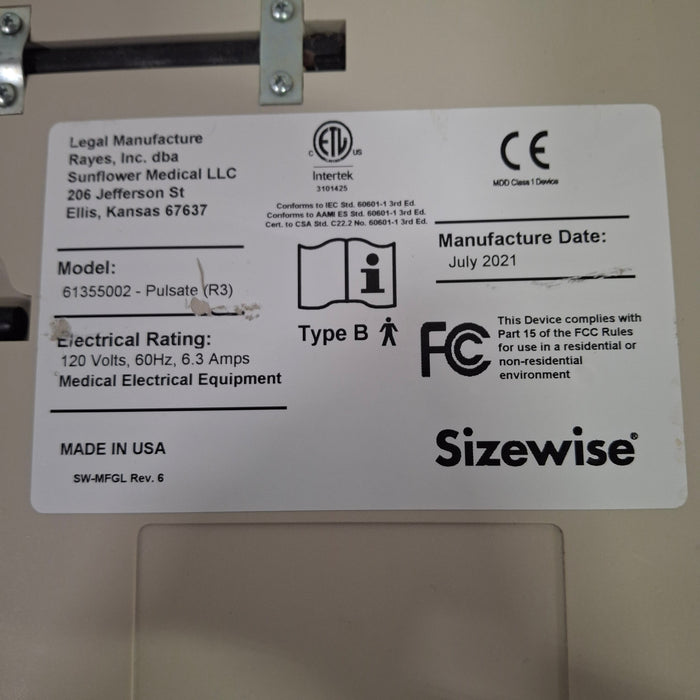 Legal Manufacture
Rayes, Inc. dba
Sunflower Medical LLC
206 Jefferson St
Ellis, Kansas 67637
ETL
C US
Intertek
3101425
Conforms to IEC Std. 60601-1 3rd Ed.
Conforms to AAMI ES Std. 60601-1 3rd Ed.
Cert. to CSA Std. C22.2 No. 60601-1 3rd Ed.
CE
MDD Class 1 Device
Manufacture Date:
July 2021
Model:
61355002 - Pulsate (R3)
i
Type B
Electrical Rating:
120 Volts, 60Hz, 6.3 Amps
Medical Electrical Equipment
FC
This Device complies with
Part 15 of the FCC Rules
for use in a residential or
non-residential
environment
MADE IN USA
SW-MFGL Rev. 6
Sizewise®